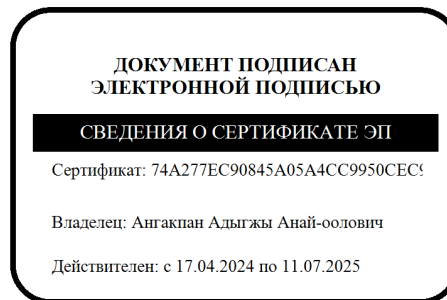 ДОКУМЕНТ ПОДПИСАН
ЭЛЕКТРОННОЙ ПОДПИСЬЮ
СВЕДЕНИЯ О СЕРТИФИКАТЕ ЭП
Сертификат: 74A277EC90845A05A4CC9950CEC9
Владелец: Ангакпан Адыгжы Анай-оолович
Действителен: с 17.04.2024 по 11.07.2025